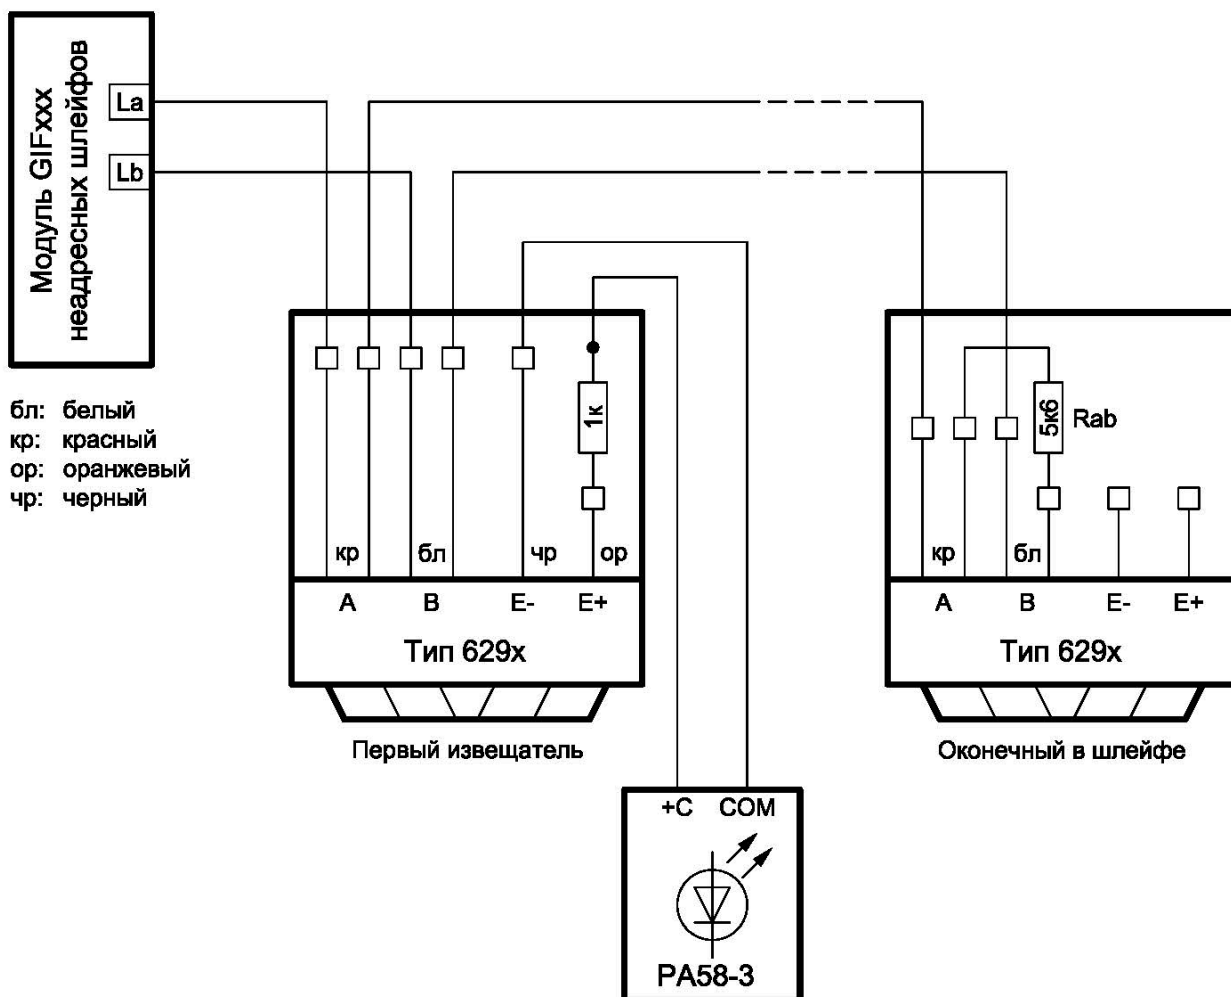 Модуль GIFxxx
неадресных шлейфов
La
Lb
бл: белый
кр: красный
ор: оранжевый
чр: черный
1к
кр бл чр ор
A B E- E+
Тип 629x
Первый извещатель
5к6 Rab
кр бл
A B E- E+
Тип 629x
Оконечный в шлейфе
+C COM
PA58-3